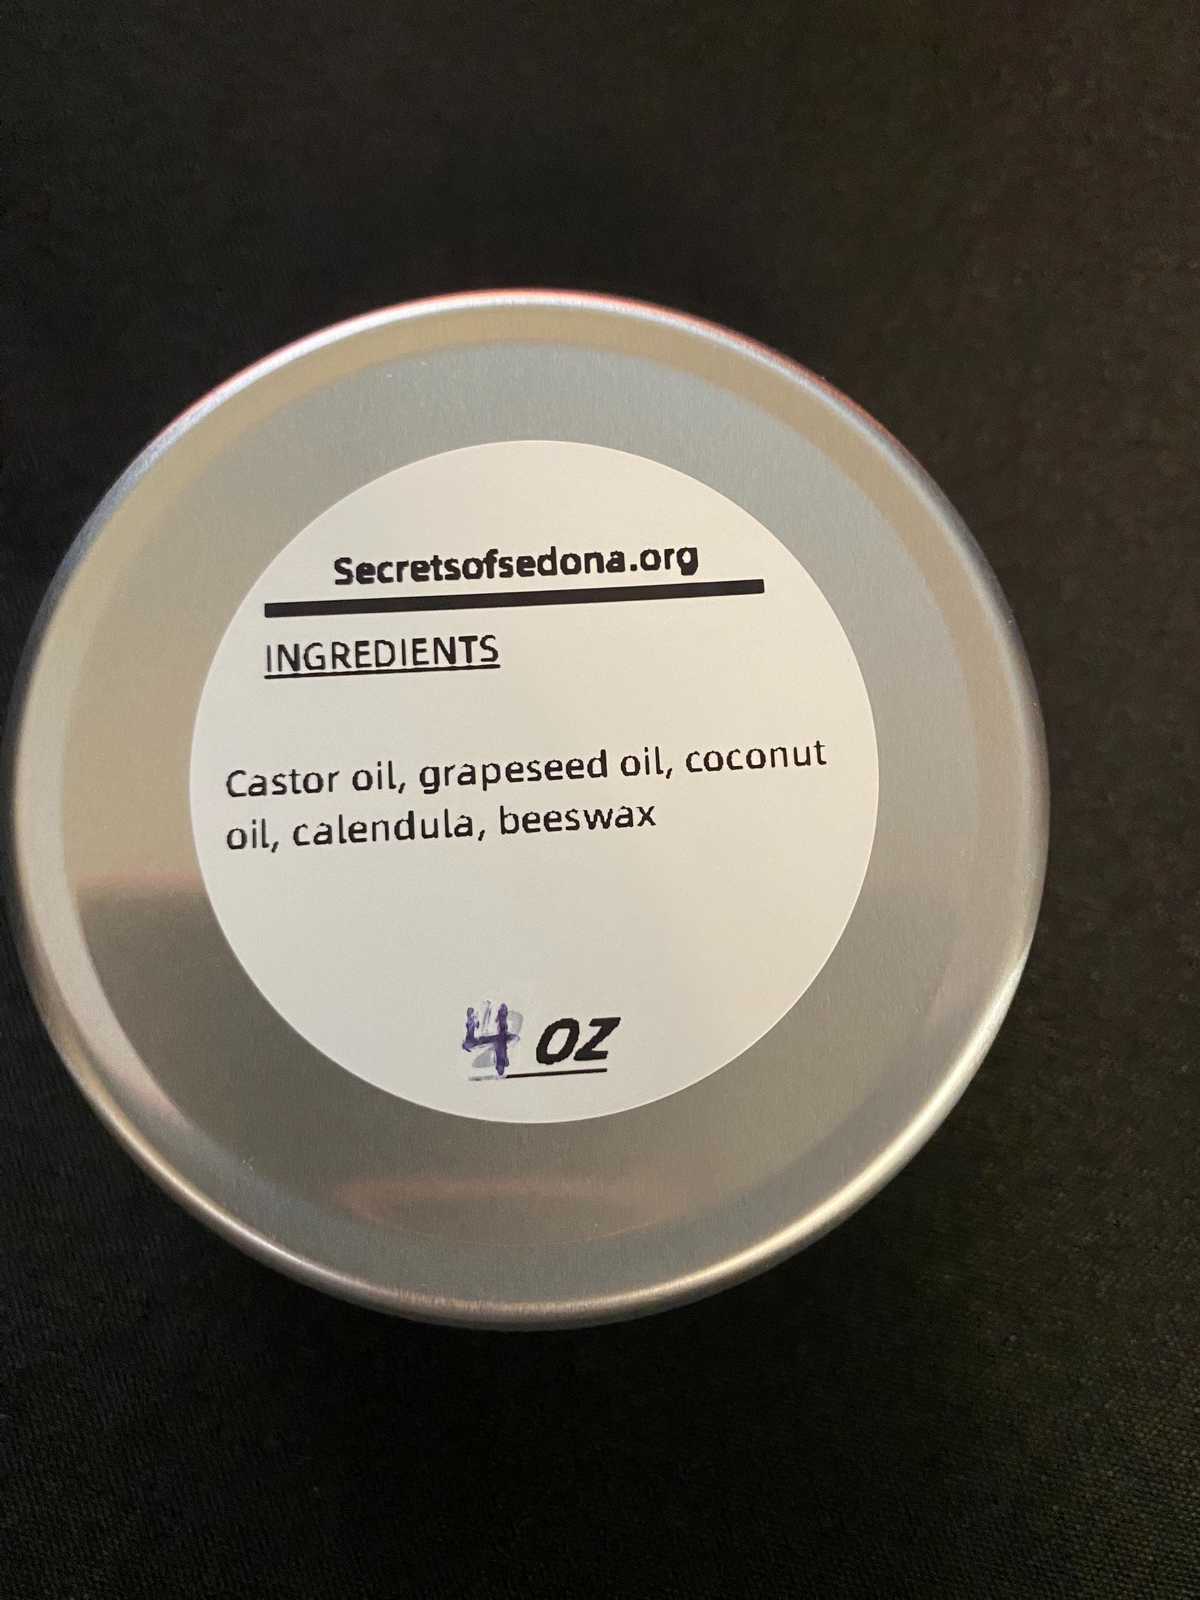 Secretsofsedona.org
INGREDIENTS
Castor oil, grapeseed oil, coconut
oil, calendula, beeswax
4 OZ